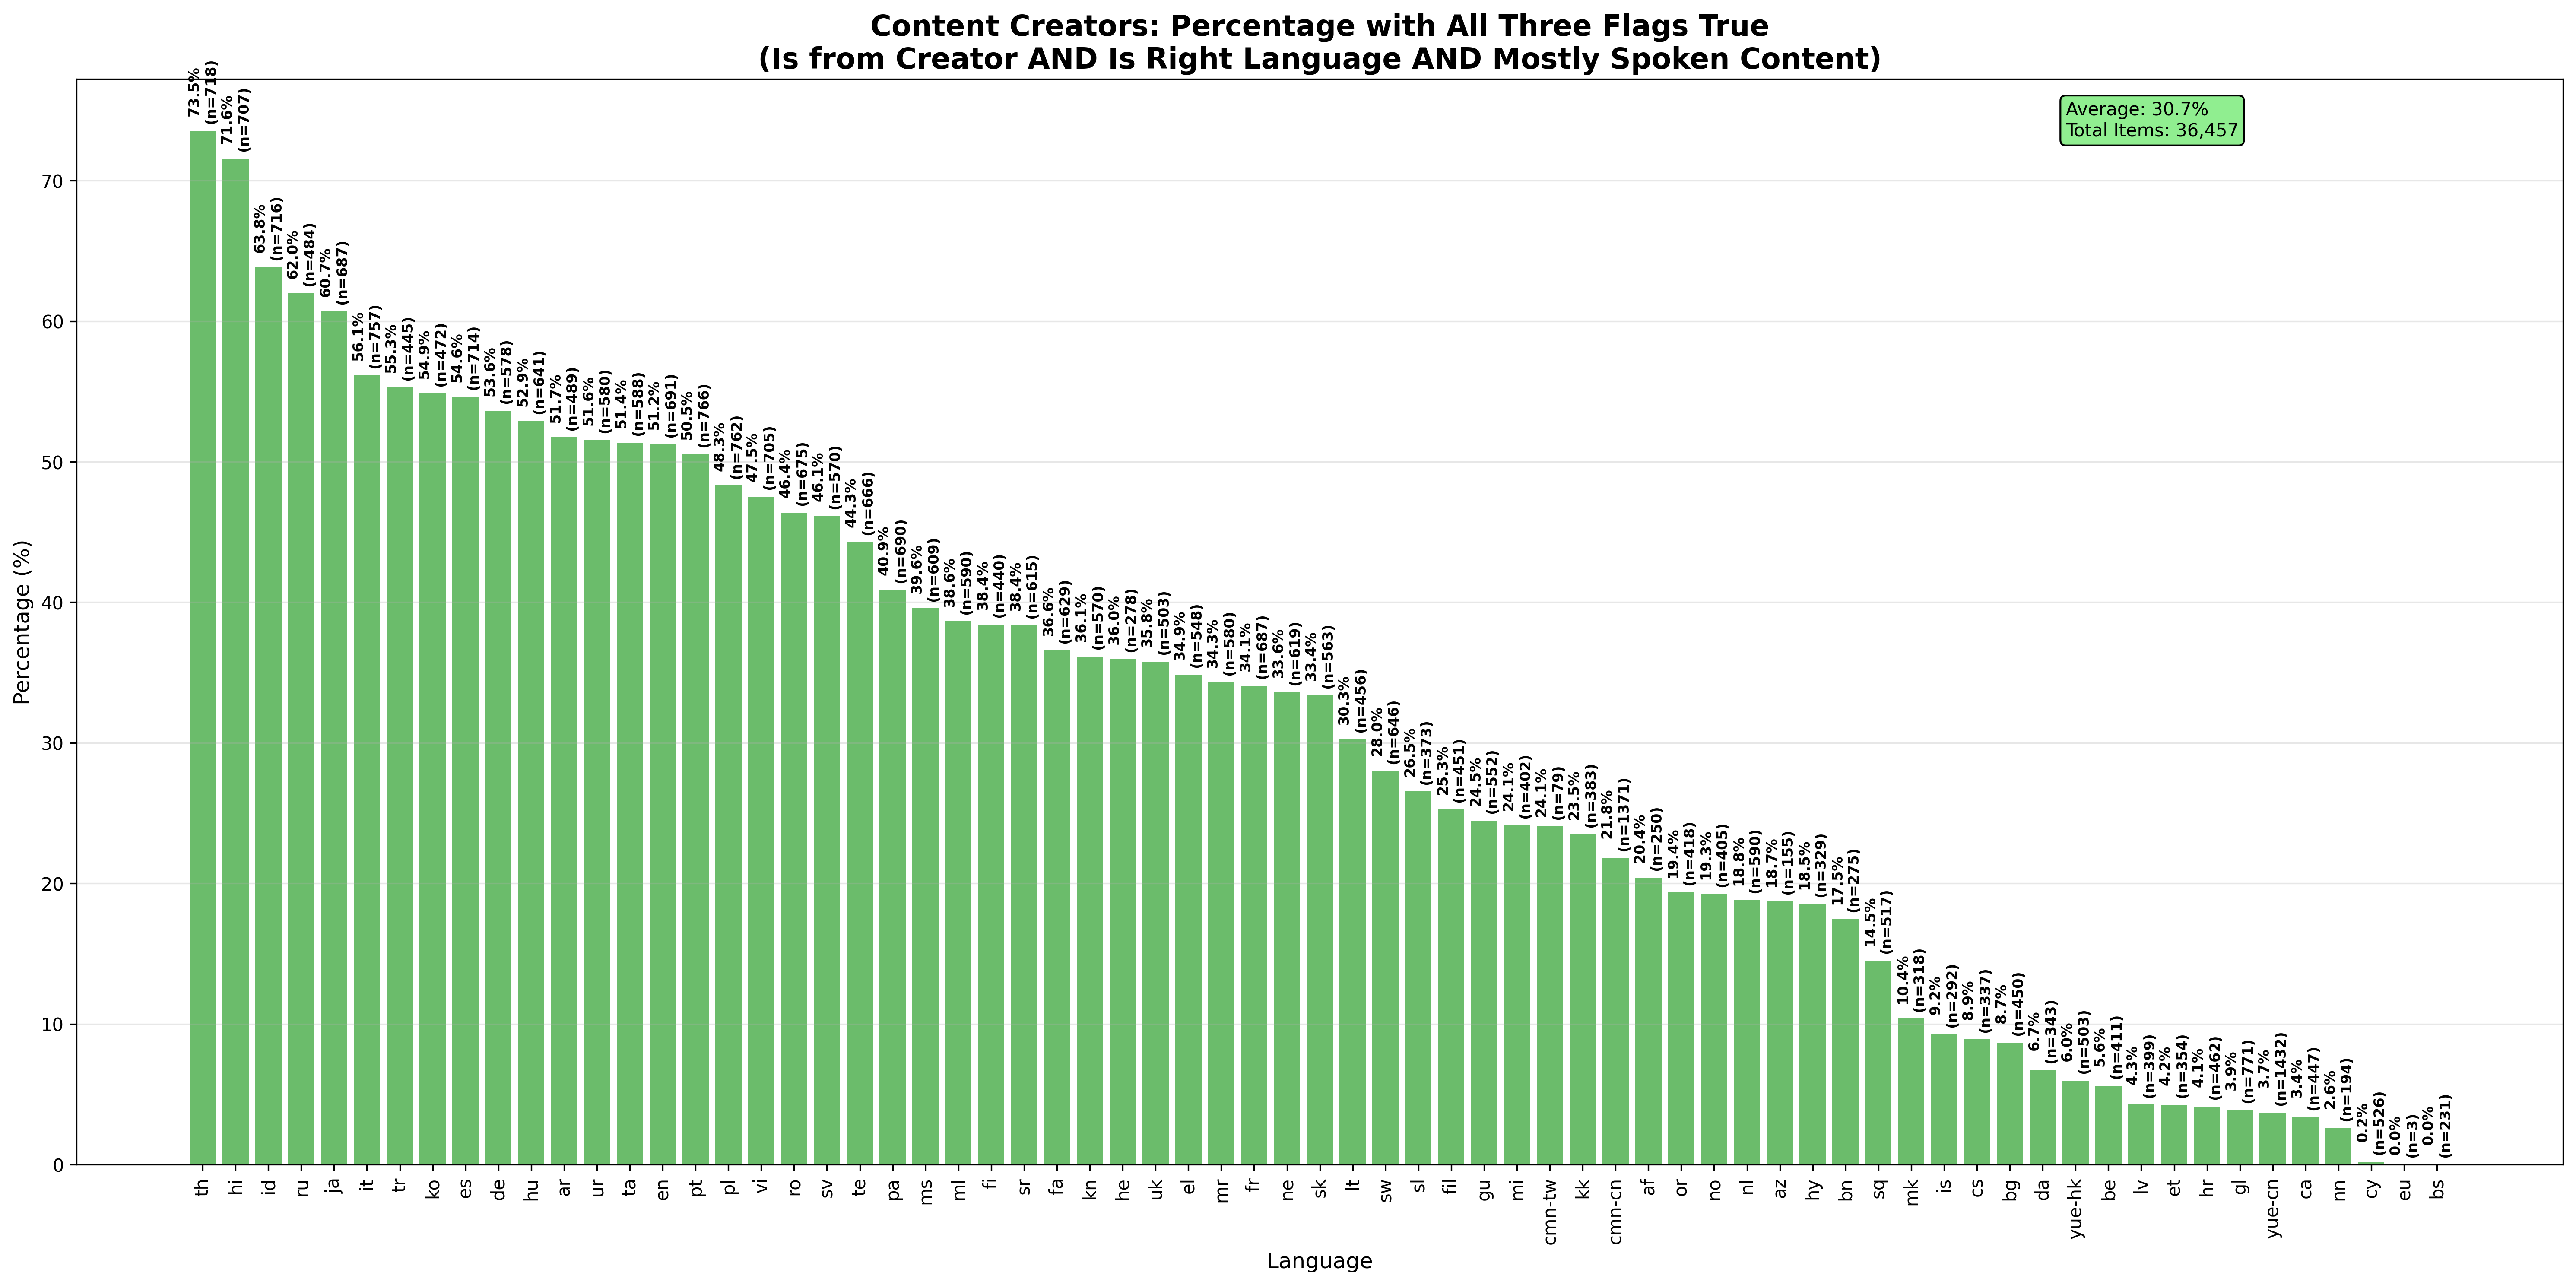 Content Creators: Percentage with All Three Flags True
(Is from Creator AND Is Right Language AND Mostly Spoken Content)
Average: 30.7%
Total Items: 36,457
Percentage (%)
70
60
50
40
30
20
10
0
73.5%
(n=718)
71.6%
(n=707)
63.8%
(n=716)
62.0%
(n=484)
60.7%
(n=687)
56.1%
(n=757)
55.3%
(n=445)
54.9%
(n=472)
54.6%
(n=714)
53.6%
(n=578)
52.9%
(n=641)
51.7%
(n=489)
51.6%
(n=580)
51.4%
(n=588)
51.2%
(n=691)
50.5%
(n=766)
48.3%
(n=762)
47.5%
(n=705)
46.4%
(n=675)
46.1%
(n=570)
44.3%
(n=666)
40.9%
(n=690)
39.6%
(n=609)
38.6%
(n=590)
38.4%
(n=440)
38.4%
(n=615)
36.6%
(n=629)
36.1%
(n=570)
36.0%
(n=278)
35.8%
(n=503)
34.9%
(n=548)
34.3%
(n=580)
34.1%
(n=687)
33.6%
(n=619)
33.4%
(n=563)
30.3%
(n=456)
28.0%
(n=646)
26.5%
(n=373)
25.3%
(n=451)
24.5%
(n=552)
24.1%
(n=402)
24.1%
(n=79)
23.5%
(n=383)
21.8%
(n=1371)
20.4%
(n=250)
19.4%
(n=418)
19.3%
(n=405)
18.8%
(n=590)
18.7%
(n=155)
18.5%
(n=329)
17.5%
(n=275)
14.5%
(n=517)
10.4%
(n=318)
9.2%
(n=292)
8.9%
(n=337)
8.7%
(n=450)
6.7%
(n=343)
6.0%
(n=503)
5.6%
(n=411)
4.3%
(n=399)
4.2%
(n=354)
4.1%
(n=462)
3.9%
(n=771)
3.7%
(n=1432)
3.4%
(n=447)
2.6%
(n=194)
0.2%
(n=526)
0.0%
(n=3)
0.0%
(n=231)
th
hi
id
ru
ja
it
tr
ko
es
de
hu
ar
ur
ta
en
pt
pl
vi
ro
sv
te
pa
ms
ml
fi
sr
fa
kn
he
uk
el
mr
fr
ne
sk
lt
sw
sl
fil
gu
mi
cmn-tw
kk
cmn-cn
af
or
no
nl
az
hy
bn
sq
mk
is
cs
bg
da
yue-hk
be
lv
et
hr
gl
yue-cn
ca
nn
cy
eu
bs
Language